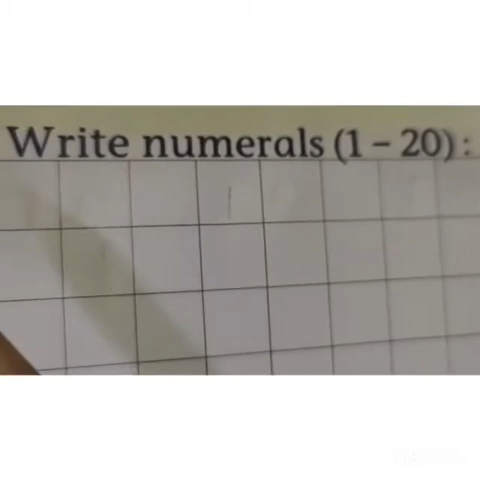 Write numerals (1 – 20) :